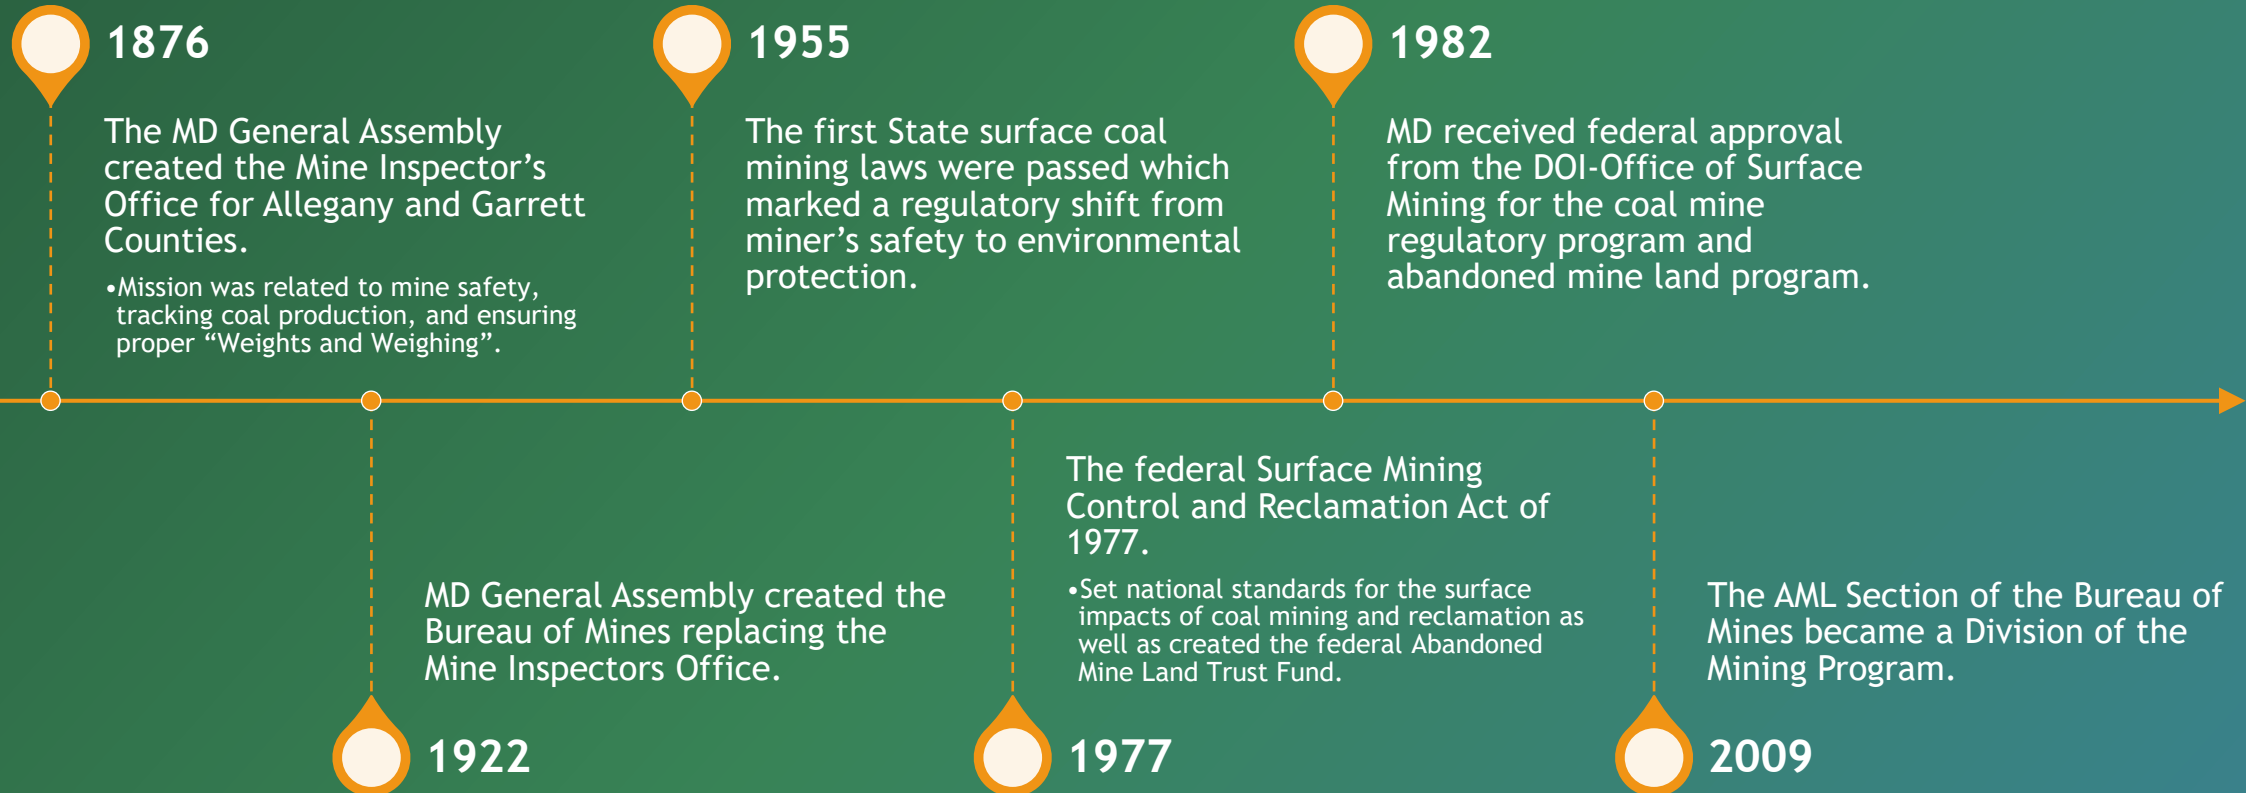 1876
The MD General Assembly
created the Mine Inspector’s
Office for Allegany and Garrett
Counties.
•Mission was related to mine safety,
tracking coal production, and ensuring
proper “Weights and Weighing”.
1955
The first State surface coal
mining laws were passed which
marked a regulatory shift from
miner’s safety to environmental
protection.
1982
MD received federal approval
from the DOI-Office of Surface
Mining for the coal mine
regulatory program and
abandoned mine land program.
MD General Assembly created the
Bureau of Mines replacing the
Mine Inspectors Office.
1922
The federal Surface Mining
Control and Reclamation Act of
1977.
•Set national standards for the surface
impacts of coal mining and reclamation as
well as created the federal Abandoned
Mine Land Trust Fund.
1977
The AML Section of the Bureau of
Mines became a Division of the
Mining Program.
2009